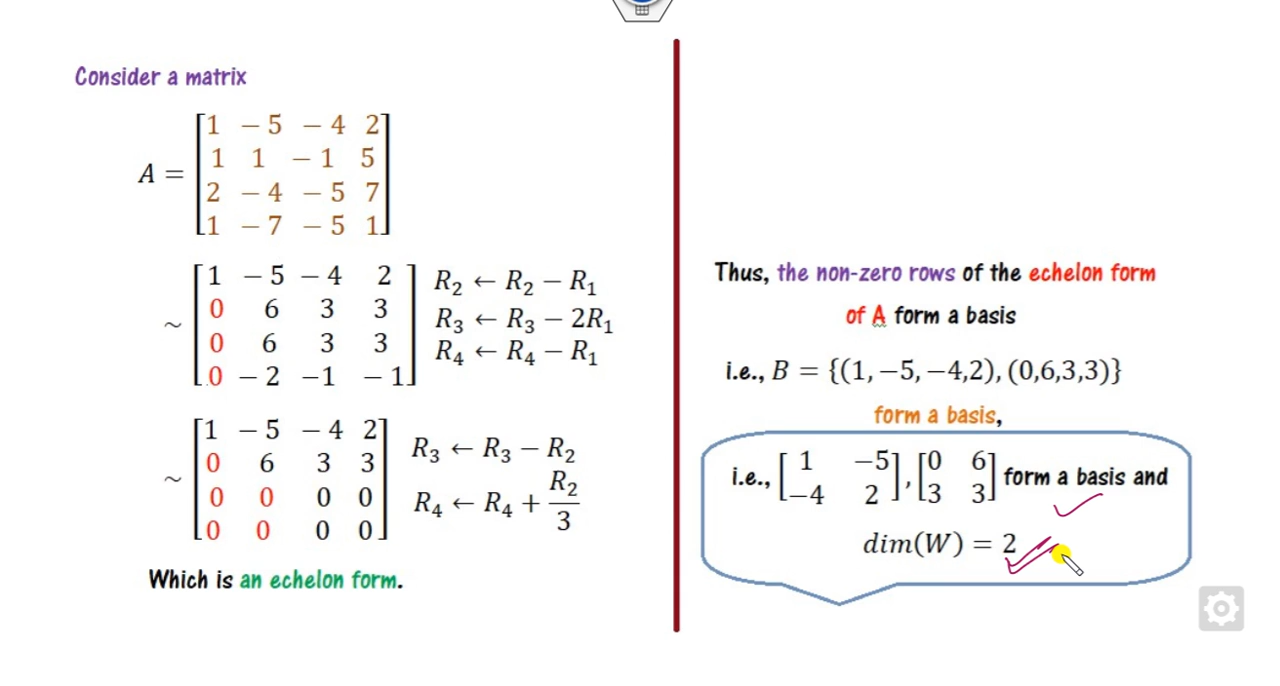 Consider a matrix
A = [1 − 5 − 4 2]
[1 1 − 1 5]
[2 − 4 − 5 7]
[1 − 7 − 5 1]
~ [1 − 5 − 4 2] R₂ ← R₂ − R₁
[0 6 3 3] R₃ ← R₃ − 2R₁
[0 6 3 3] R₄ ← R₄ − R₁
[0 − 2 −1 − 1]
~ [1 − 5 − 4 2] R₃ ← R₃ − R₂
[0 6 3 3] R₄ ← R₄ + R₂/3
[0 0 0 0]
[0 0 0 0]
Which is an echelon form.
Thus, the non-zero rows of the echelon form
of A form a basis
i.e., B = {(1, −5, −4,2), (0,6,3,3)}
form a basis,
i.e., [1 −5; −4 2], [0 6; 3 3] form a basis and
dim(W) = 2